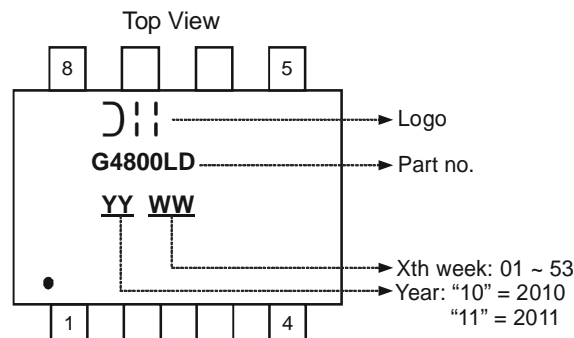 Top View
8
5
Logo
G4800LD
Part no.
YY WW
Xth week: 01 ~ 53
Year: “10” = 2010
“11” = 2011
1
4